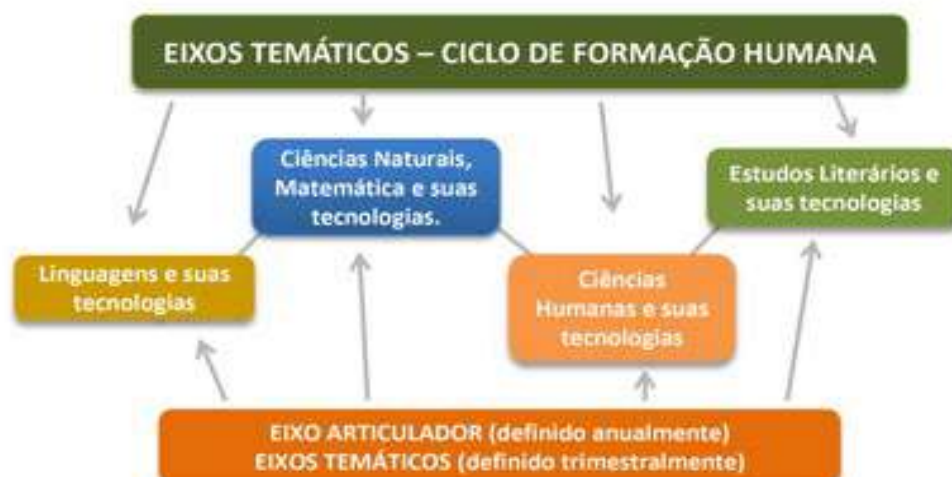 EIXOS TEMÁTICOS – CICLO DE FORMAÇÃO HUMANA
Ciências Naturais,
Matemática e suas
tecnologias.
Estudos Literários e
suas tecnologias
Linguagens e suas
tecnologias
Ciências
Humanas e suas
tecnologias
EIXO ARTICULADOR (definido anualmente)
EIXOS TEMÁTICOS (definido trimestralmente)